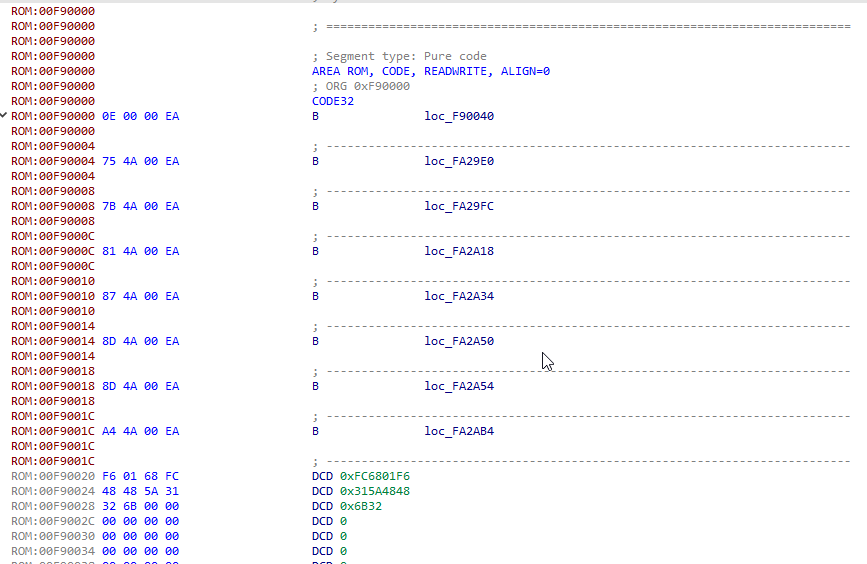 ROM:00F90000
ROM:00F90000 ; ===========================================================================
ROM:00F90000
ROM:00F90000 ; Segment type: Pure code
ROM:00F90000 AREA ROM, CODE, READWRITE, ALIGN=0
ROM:00F90000 ; ORG 0xF90000
ROM:00F90000 CODE32
ROM:00F90000 0E 00 00 EA B loc_F90040
ROM:00F90000
ROM:00F90004 ; ---------------------------------------------------------------------------
ROM:00F90004 75 4A 00 EA B loc_FA29E0
ROM:00F90004
ROM:00F90008 ; ---------------------------------------------------------------------------
ROM:00F90008 7B 4A 00 EA B loc_FA29FC
ROM:00F90008
ROM:00F9000C ; ---------------------------------------------------------------------------
ROM:00F9000C 81 4A 00 EA B loc_FA2A18
ROM:00F9000C
ROM:00F90010 ; ---------------------------------------------------------------------------
ROM:00F90010 87 4A 00 EA B loc_FA2A34
ROM:00F90010
ROM:00F90014 ; ---------------------------------------------------------------------------
ROM:00F90014 8D 4A 00 EA B loc_FA2A50
ROM:00F90014
ROM:00F90018 ; ---------------------------------------------------------------------------
ROM:00F90018 8D 4A 00 EA B loc_FA2A54
ROM:00F90018
ROM:00F9001C ; ---------------------------------------------------------------------------
ROM:00F9001C A4 4A 00 EA B loc_FA2AB4
ROM:00F9001C
ROM:00F9001C ; ---------------------------------------------------------------------------
ROM:00F90020 F6 01 68 FC DCD 0xFC6801F6
ROM:00F90024 48 48 5A 31 DCD 0x315A4848
ROM:00F90028 32 6B 00 00 DCD 0x6B32
ROM:00F9002C 00 00 00 00 DCD 0
ROM:00F90030 00 00 00 00 DCD 0
ROM:00F90034 00 00 00 00 DCD 0